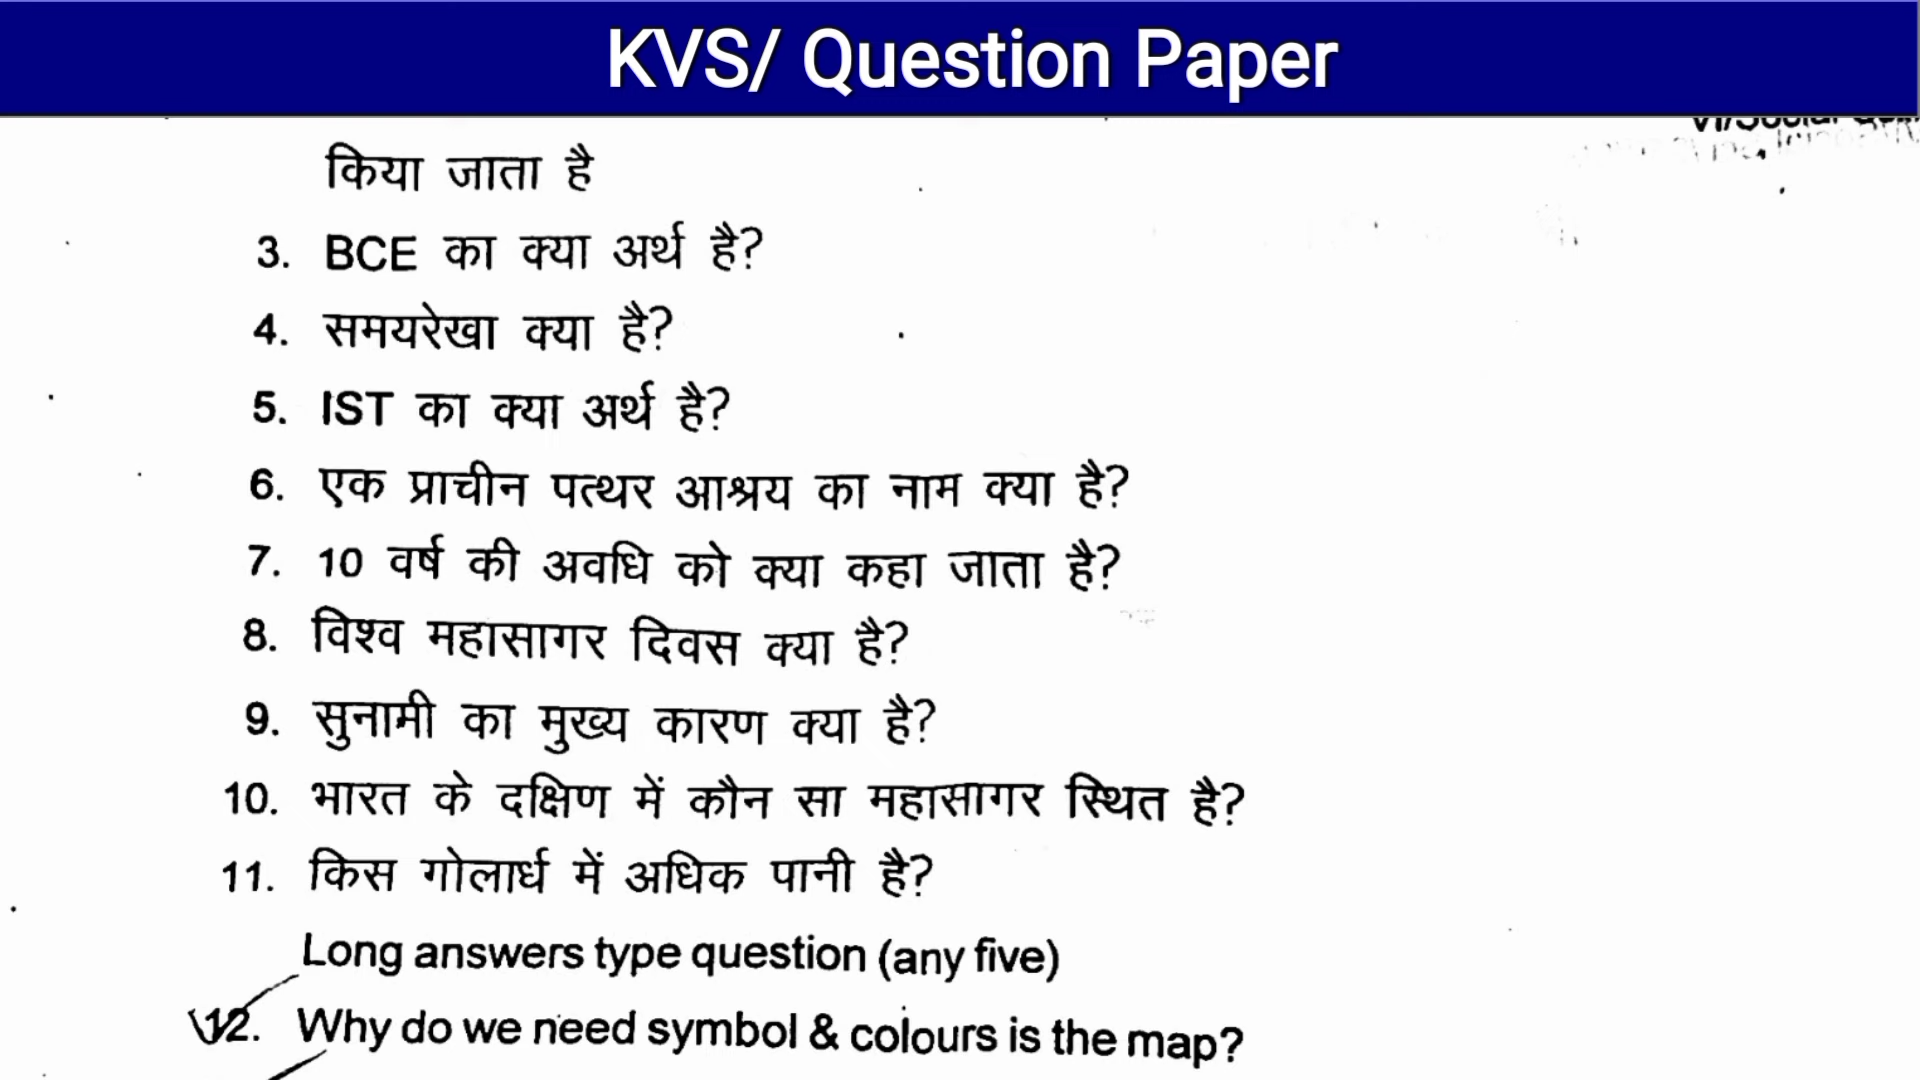 KVS/ Question Paper
किया जाता है
3. BCE का क्या अर्थ है?
4. समयरेखा क्या है?
5. IST का क्या अर्थ है?
6. एक प्राचीन पत्थर आश्रय का नाम क्या है?
7. 10 वर्ष की अवधि को क्या कहा जाता है?
8. विश्व महासागर दिवस क्या है?
9. सुनामी का मुख्य कारण क्या है?
10. भारत के दक्षिण में कौन सा महासागर स्थित है?
11. किस गोलार्ध में अधिक पानी है?
Long answers type question (any five)
12. Why do we need symbol & colours is the map?